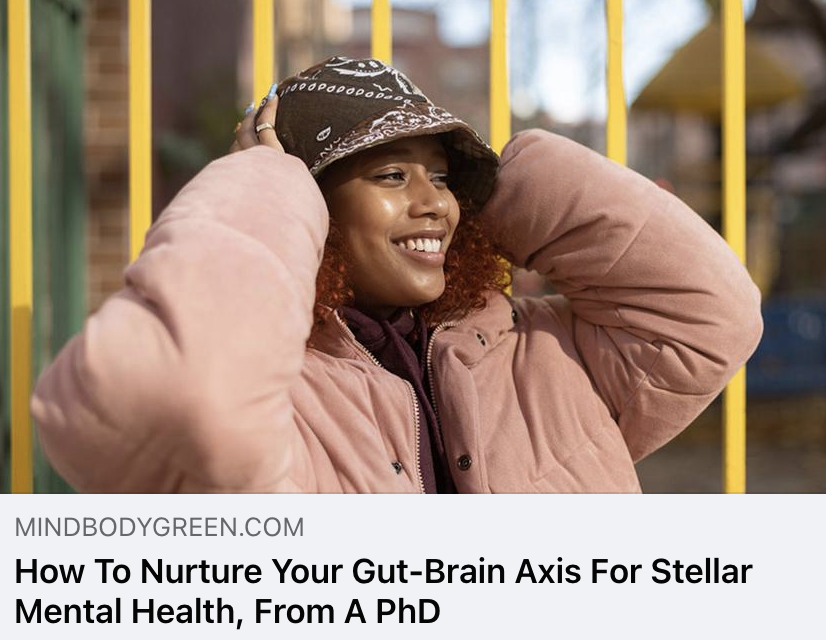 MINDBODYGREEN.COM
How To Nurture Your Gut-Brain Axis For Stellar
Mental Health, From A PhD